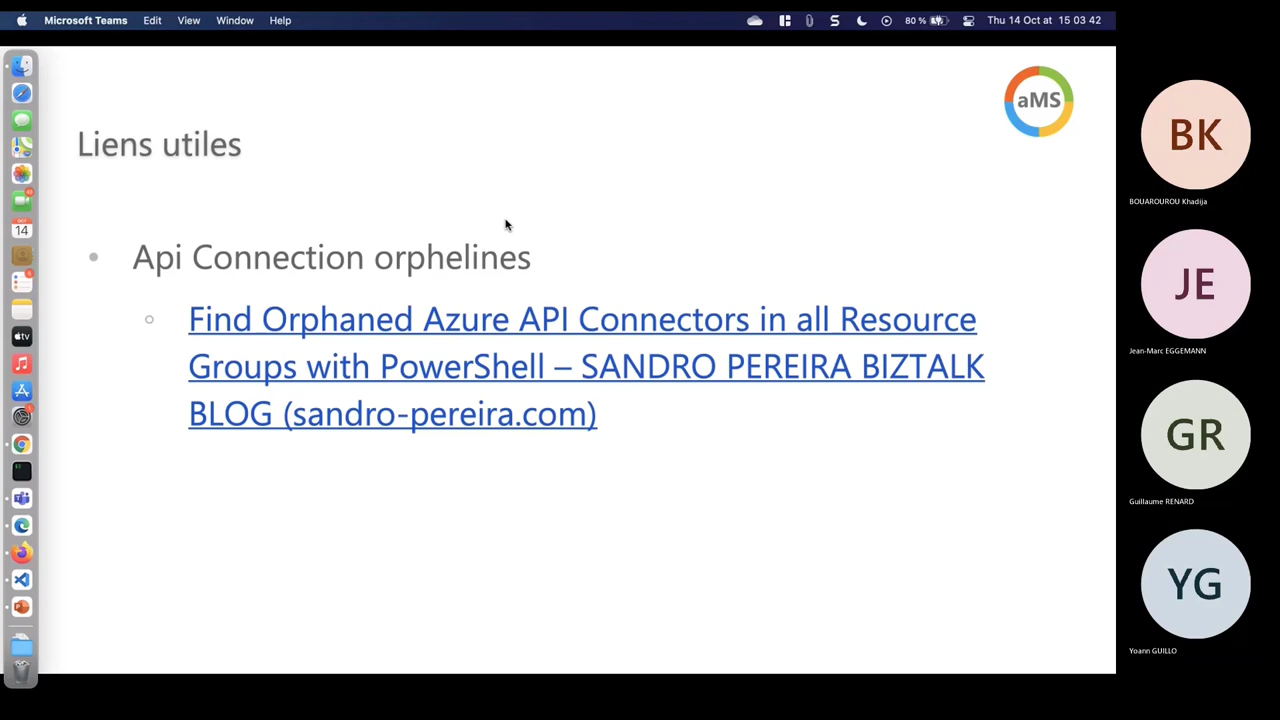 Microsoft Teams Edit View Window Help
80 % Thu 14 Oct at 15 03 42
aMS
Liens utiles
Api Connection orphelines
Find Orphaned Azure API Connectors in all Resource
Groups with PowerShell – SANDRO PEREIRA BIZTALK
BLOG (sandro-pereira.com)
14
tv
BK
BOUAROUROU Khadija
JE
Jean-Marc EGGEMANN
GR
Guillaume RENARD
YG
Yoann GUILLO